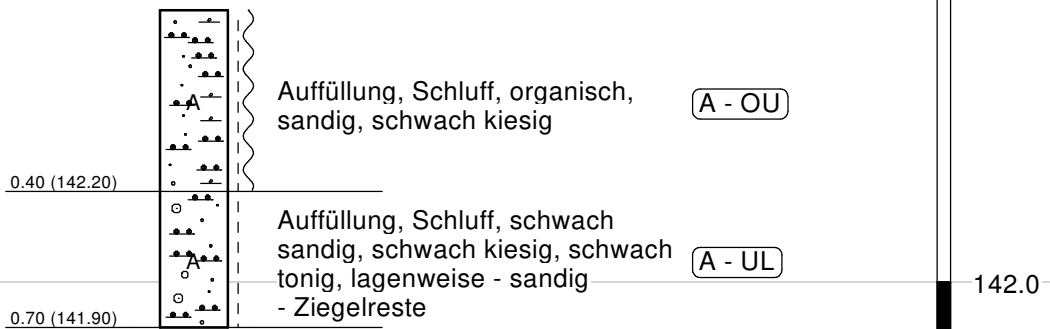 A
Auffüllung, Schluff, organisch,
sandig, schwach kiesig
A - OU
0.40 (142.20)
A
Auffüllung, Schluff, schwach
sandig, schwach kiesig, schwach
tonig, lagenweise - sandig
- Ziegelreste
A - UL
142.0
0.70 (141.90)